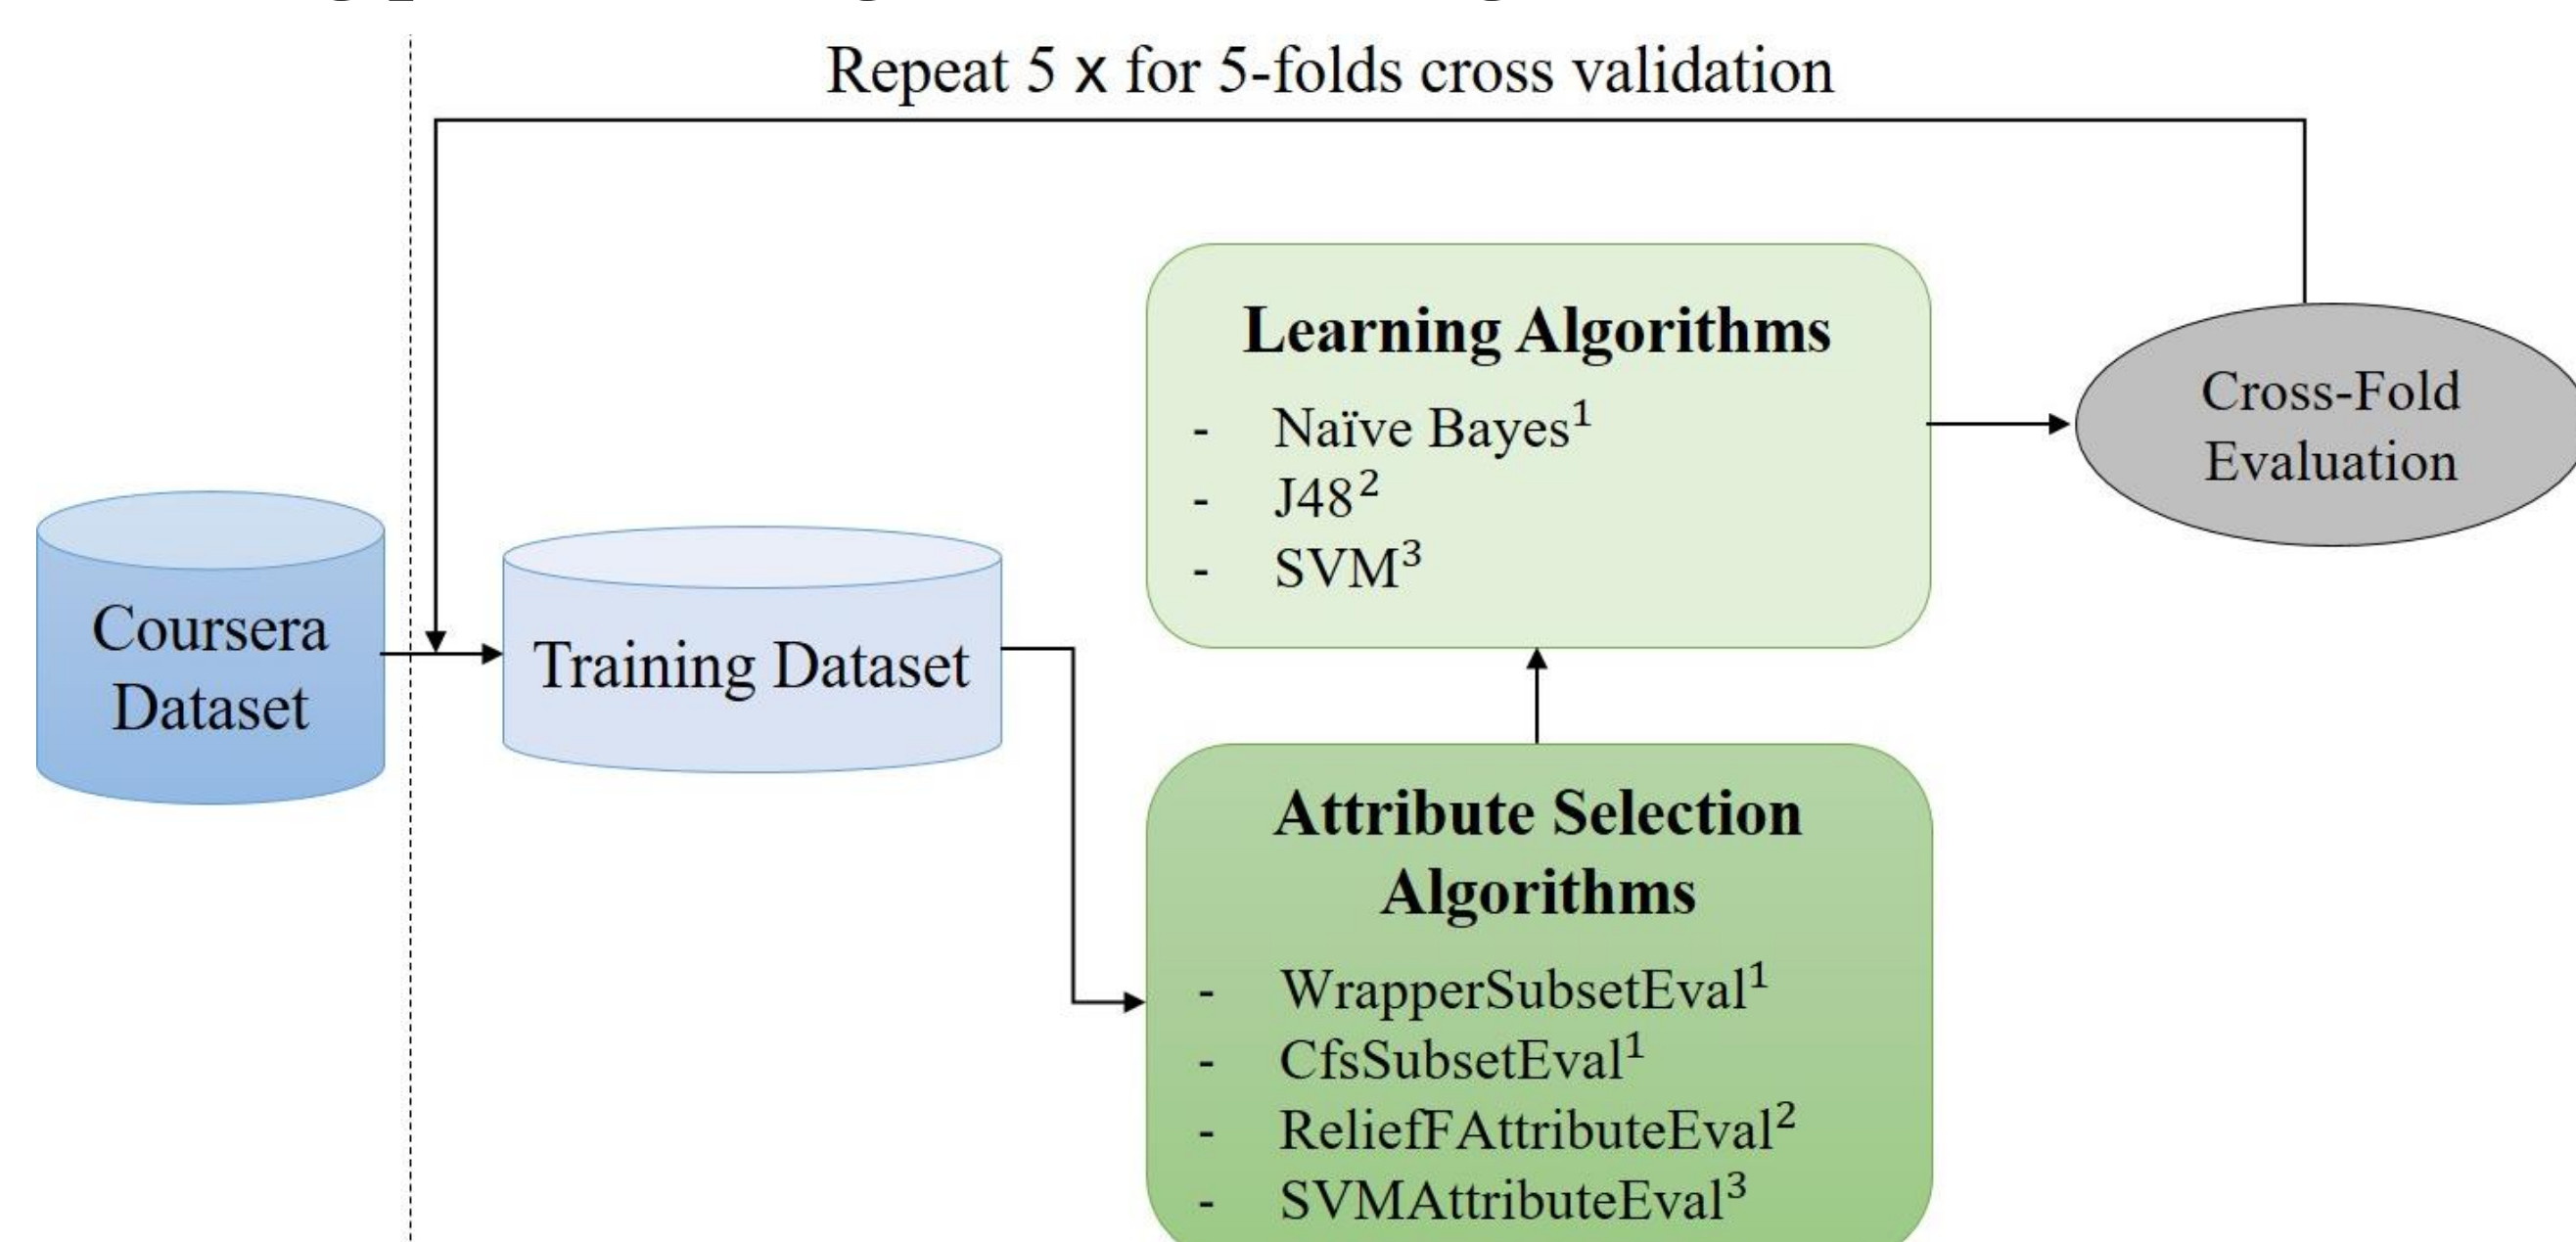 Repeat 5 x for 5-folds cross validation
Coursera
Dataset
Training Dataset
Learning Algorithms
- Naïve Bayes¹
- J48²
- SVM³
Cross-Fold
Evaluation
Attribute Selection
Algorithms
- WrapperSubsetEval¹
- CfsSubsetEval¹
- ReliefFAttributeEval²
- SVMAttributeEval³